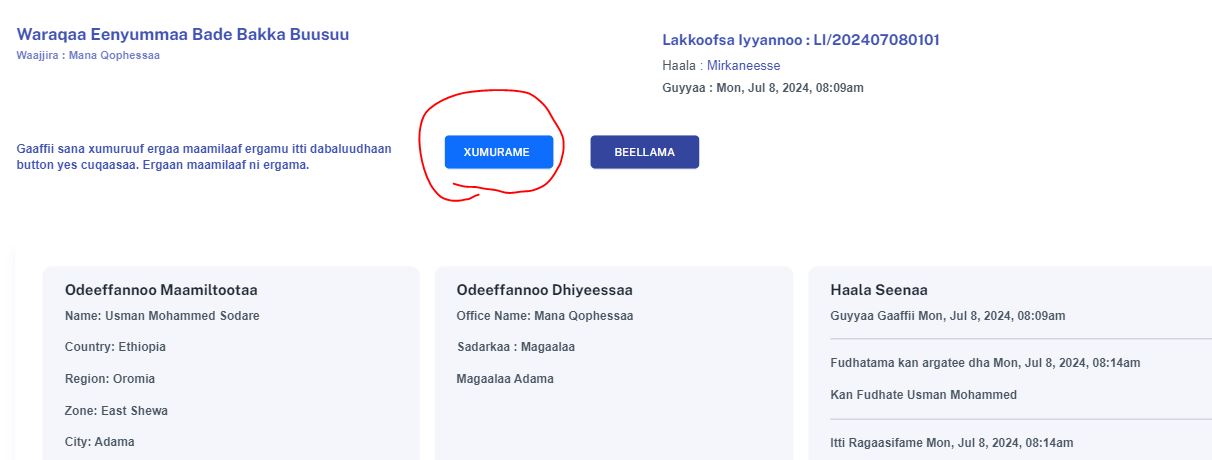 Waraqaa Eenyummaa Bade Bakka Buusuu
Waajjira : Mana Qophessaa
Lakkoofsa Iyyannoo : LI/202407080101
Haala : Mirkaneesse
Guyyaa : Mon, Jul 8, 2024, 08:09am
Gaaffii sana xumuruuf ergaa maamilaaf ergamu itti dabaluudhaan
button yes cuqaasaa. Ergaan maamilaaf ni ergama.
XUMURAME
BEELLAMA
Odeeffannoo Maamiltootaa
Name: Usman Mohammed Sodare
Country: Ethiopia
Region: Oromia
Zone: East Shewa
City: Adama
Odeeffannoo Dhiyeessaa
Office Name: Mana Qophessaa
Sadarkaa : Magaalaa
Magaalaa Adama
Haala Seenaa
Guyyaa Gaaffii Mon, Jul 8, 2024, 08:09am
Fudhatama kan argatee dha Mon, Jul 8, 2024, 08:14am
Kan Fudhate Usman Mohammed
Itti Ragaasifame Mon, Jul 8, 2024, 08:14am